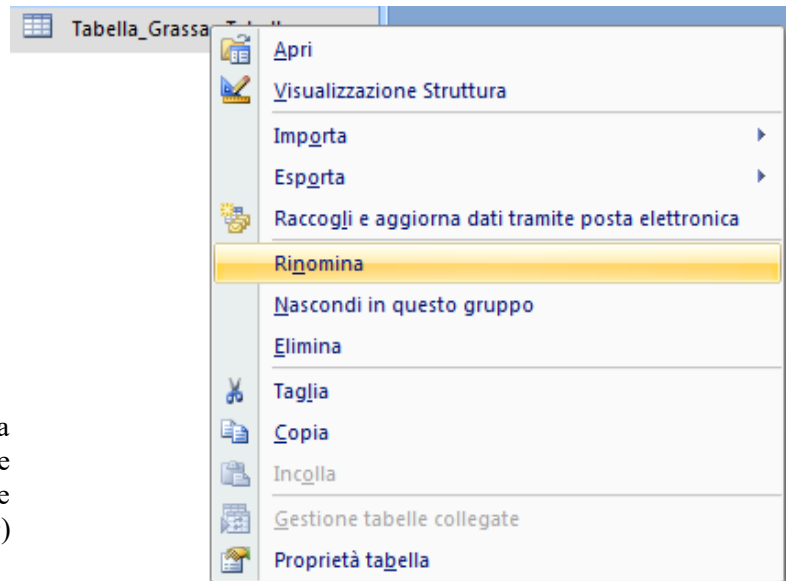 Tabella_Grassa
Apri
Visualizzazione Struttura
Importa
Esporta
Raccogli e aggiorna dati tramite posta elettronica
Rinomina
Nascondi in questo gruppo
Elimina
Taglia
Copia
Incolla
Gestione tabelle collegate
Proprietà tabella
a
e
e
)